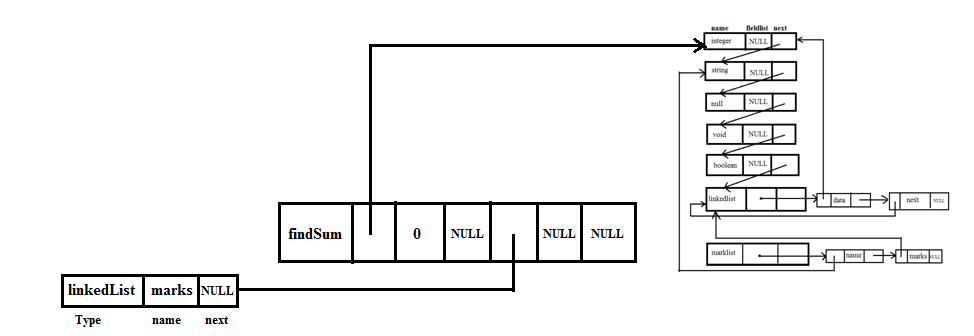 name fieldlist next
integer NULL
string NULL
null NULL
void NULL
boolean NULL
linkedlist data next NULL
findSum 0 NULL NULL NULL
marklist name marks NULL
linkedList marks NULL
Type name next